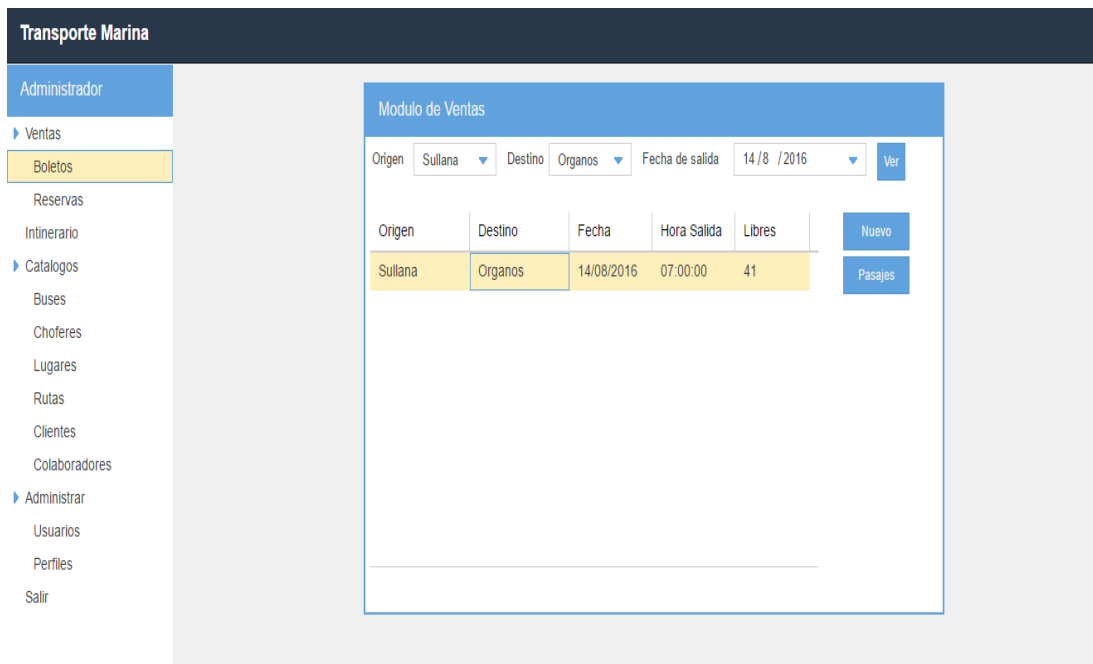 Transporte Marina
Administrador
Ventas
Boletos
Reservas
Intinerario
Catalogos
Buses
Choferes
Lugares
Rutas
Clientes
Colaboradores
Administrar
Usuarios
Perfiles
Salir
Modulo de Ventas
Origen Sullana Destino Organos Fecha de salida 14/8 /2016 Ver
Origen Destino Fecha Hora Salida Libres Nuevo
Sullana Organos 14/08/2016 07:00:00 41 Pasajes